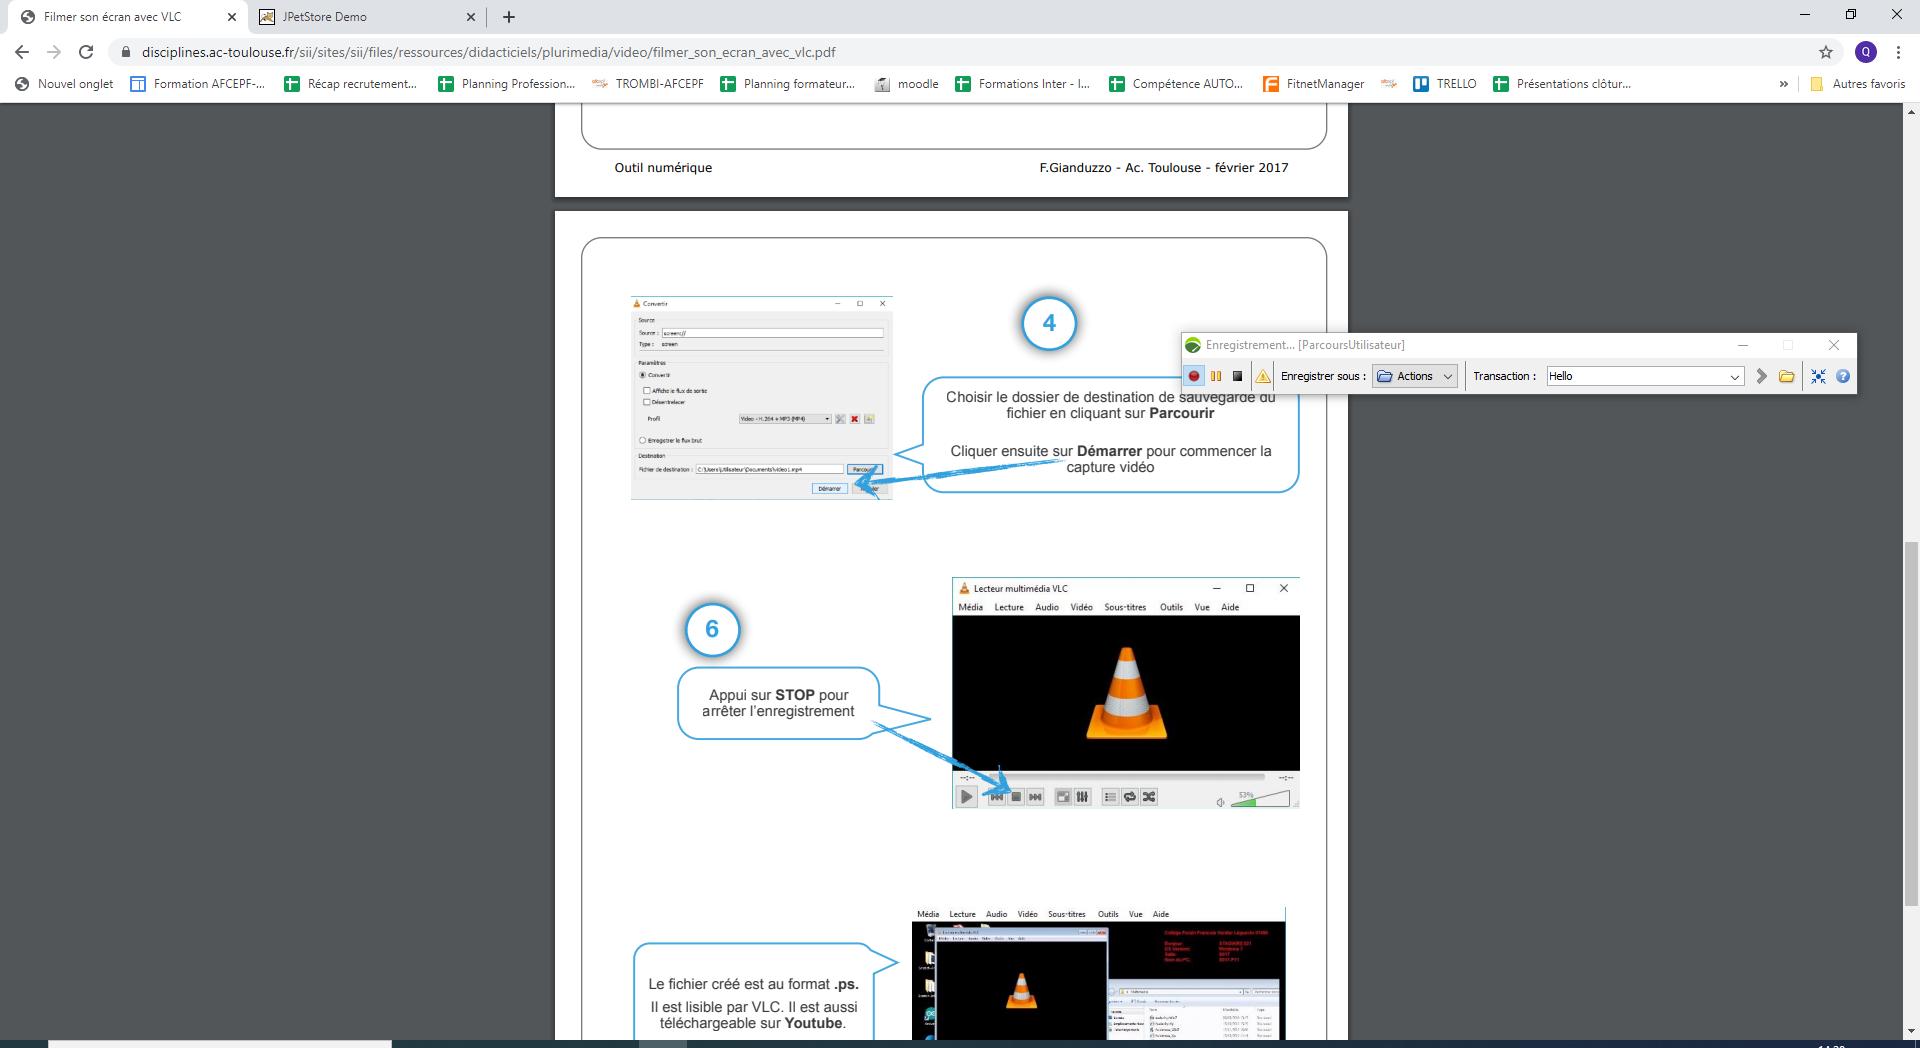 Filmer son écran avec VLC
JPetStore Demo
disciplines.ac-toulouse.fr/sii/sites/sii/files/ressources/didacticiels/plurimedia/video/filmer_son_ecran_avec_vlc.pdf
Q
Nouvel onglet
Formation AFCEPF-...
Récap recrutement...
Planning Profession...
TROMBI-AFCEPF
Planning formateur...
moodle
Formations Inter - I...
Compétence AUTO...
FitnetManager
TRELLO
Présentations clôtur...
»
Autres favoris
Outil numérique
F.Gianduzzo - Ac. Toulouse - février 2017
Convertir
Source
Source : screen://
Type : screen
Paramètres
Convertir
Affiche le flux de sortie
Désentrelacer
Profil
Video - H.264 + MP3 (MP4)
Enregistrer le flux brut
Destination
Fichier de destination : C:\Users\Utilisateur\Documents\video1.mp4
Démarrer
4
Enregistrement... [ParcoursUtilisateur]
Enregistrer sous :
Actions
Transaction :
Hello
Choisir le dossier de destination de sauvegarde du
fichier en cliquant sur Parcourir
Cliquer ensuite sur Démarrer pour commencer la
capture vidéo
6
Appui sur STOP pour
arrêter l'enregistrement
Lecteur multimédia VLC
Média Lecture Audio Vidéo Sous-titres Outils Vue Aide
--:--
--:--
53%
Le fichier créé est au format .ps.
Il est lisible par VLC. Il est aussi
téléchargeable sur Youtube.
Média Lecture Audio Vidéo Sous-titres Outils Vue Aide